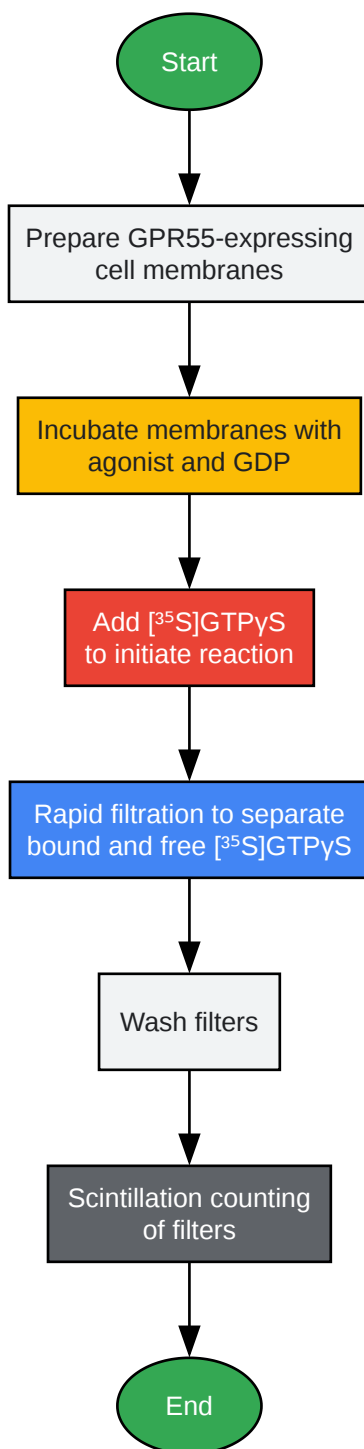 Start
Prepare GPR55-expressing
cell membranes
Incubate membranes with
agonist and GDP
Add [³⁵S]GTPγS
to initiate reaction
Rapid filtration to separate
bound and free [³⁵S]GTPγS
Wash filters
Scintillation counting
of filters
End